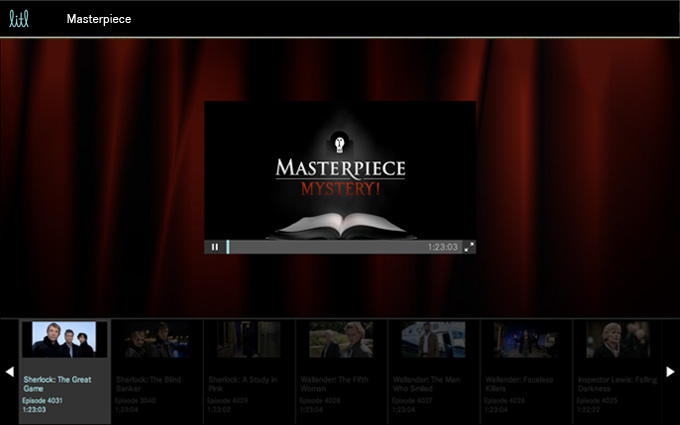 litl
Masterpiece
MASTERPIECE
MYSTERY!
1:23:03
Sherlock: The Great
Game
Episode 4031
1:23:03
Sherlock: The Blind
Banker
Episode 3040
1:23:04
Sherlock: A Study in
Pink
Episode 4029
1:23:02
Wallander: The Fifth
Woman
Episode 4028
1:23:04
Wallander: The Man
Who Smiled
Episode 4027
1:23:04
Wallander: Faceless
Killers
Episode 4026
1:23:04
Inspector Lewis: Falling
Darkness
Episode 4025
1:22:22